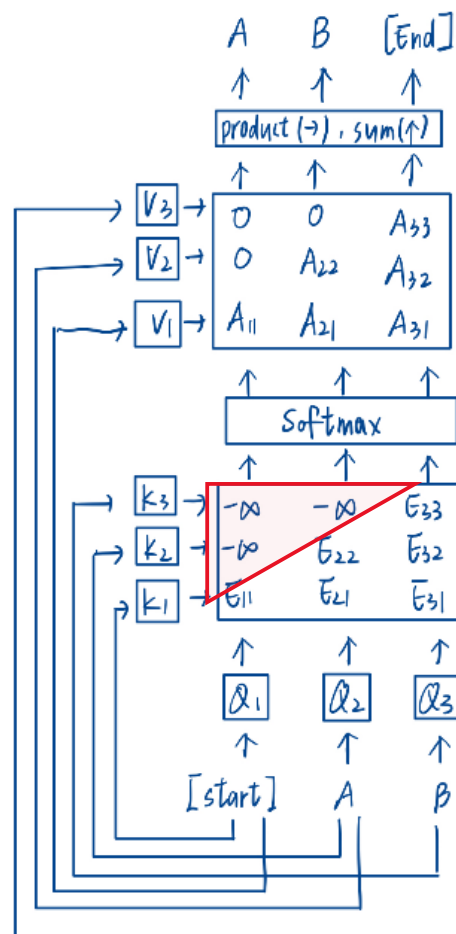 A B [End]
product (→) , sum(↑)
V3 0 0 A33
V2 0 A22 A32
V1 A11 A21 A31
Softmax
K3 -∞ -∞ E33
K2 -∞ E22 E32
K1 E11 E21 E31
Q1 Q2 Q3
[start] A B